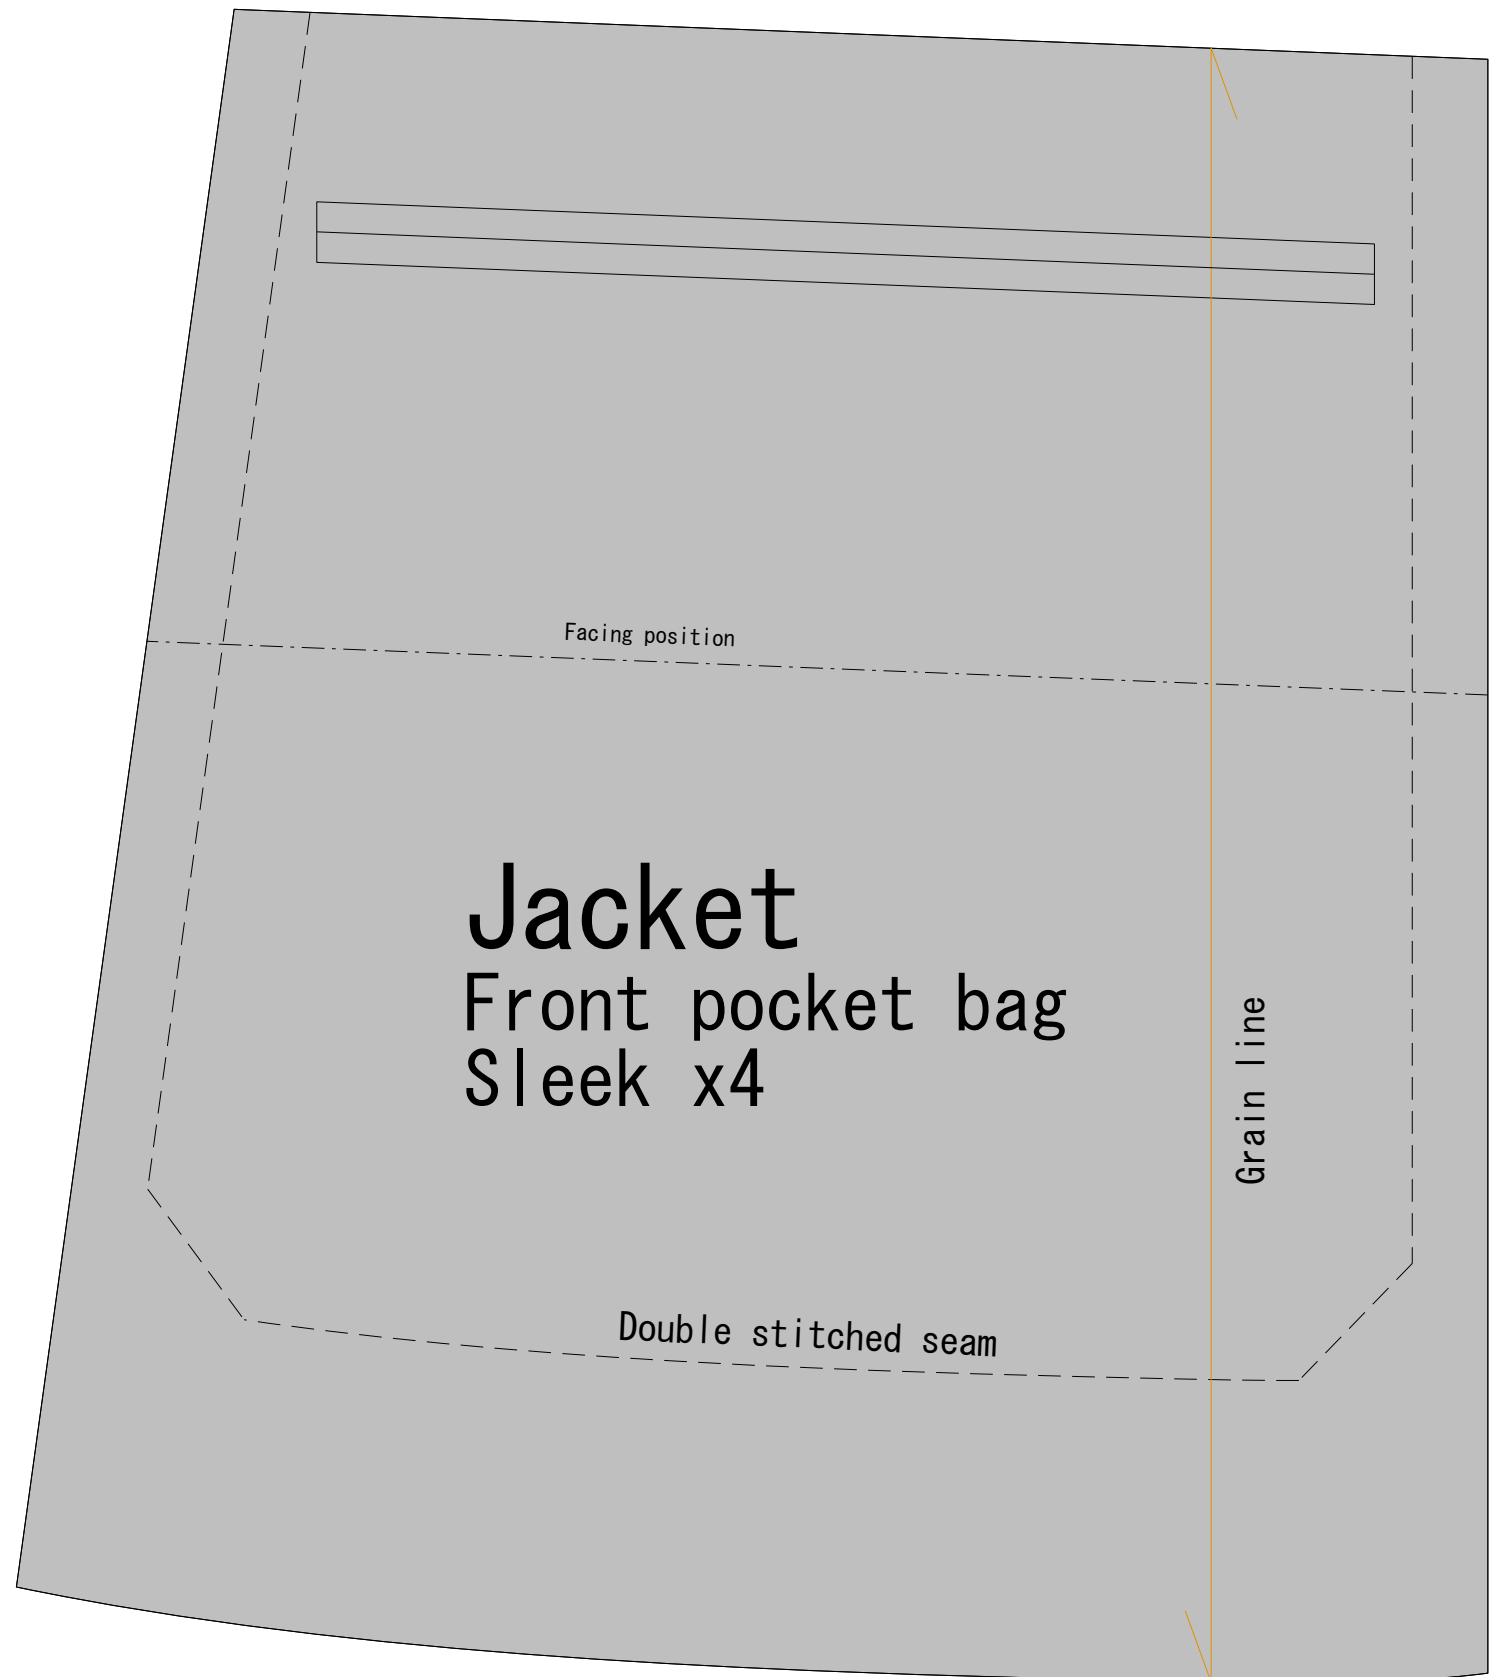 Facing position
Jacket
Front pocket bag
Sleek x4
Grain line
Double stitched seam